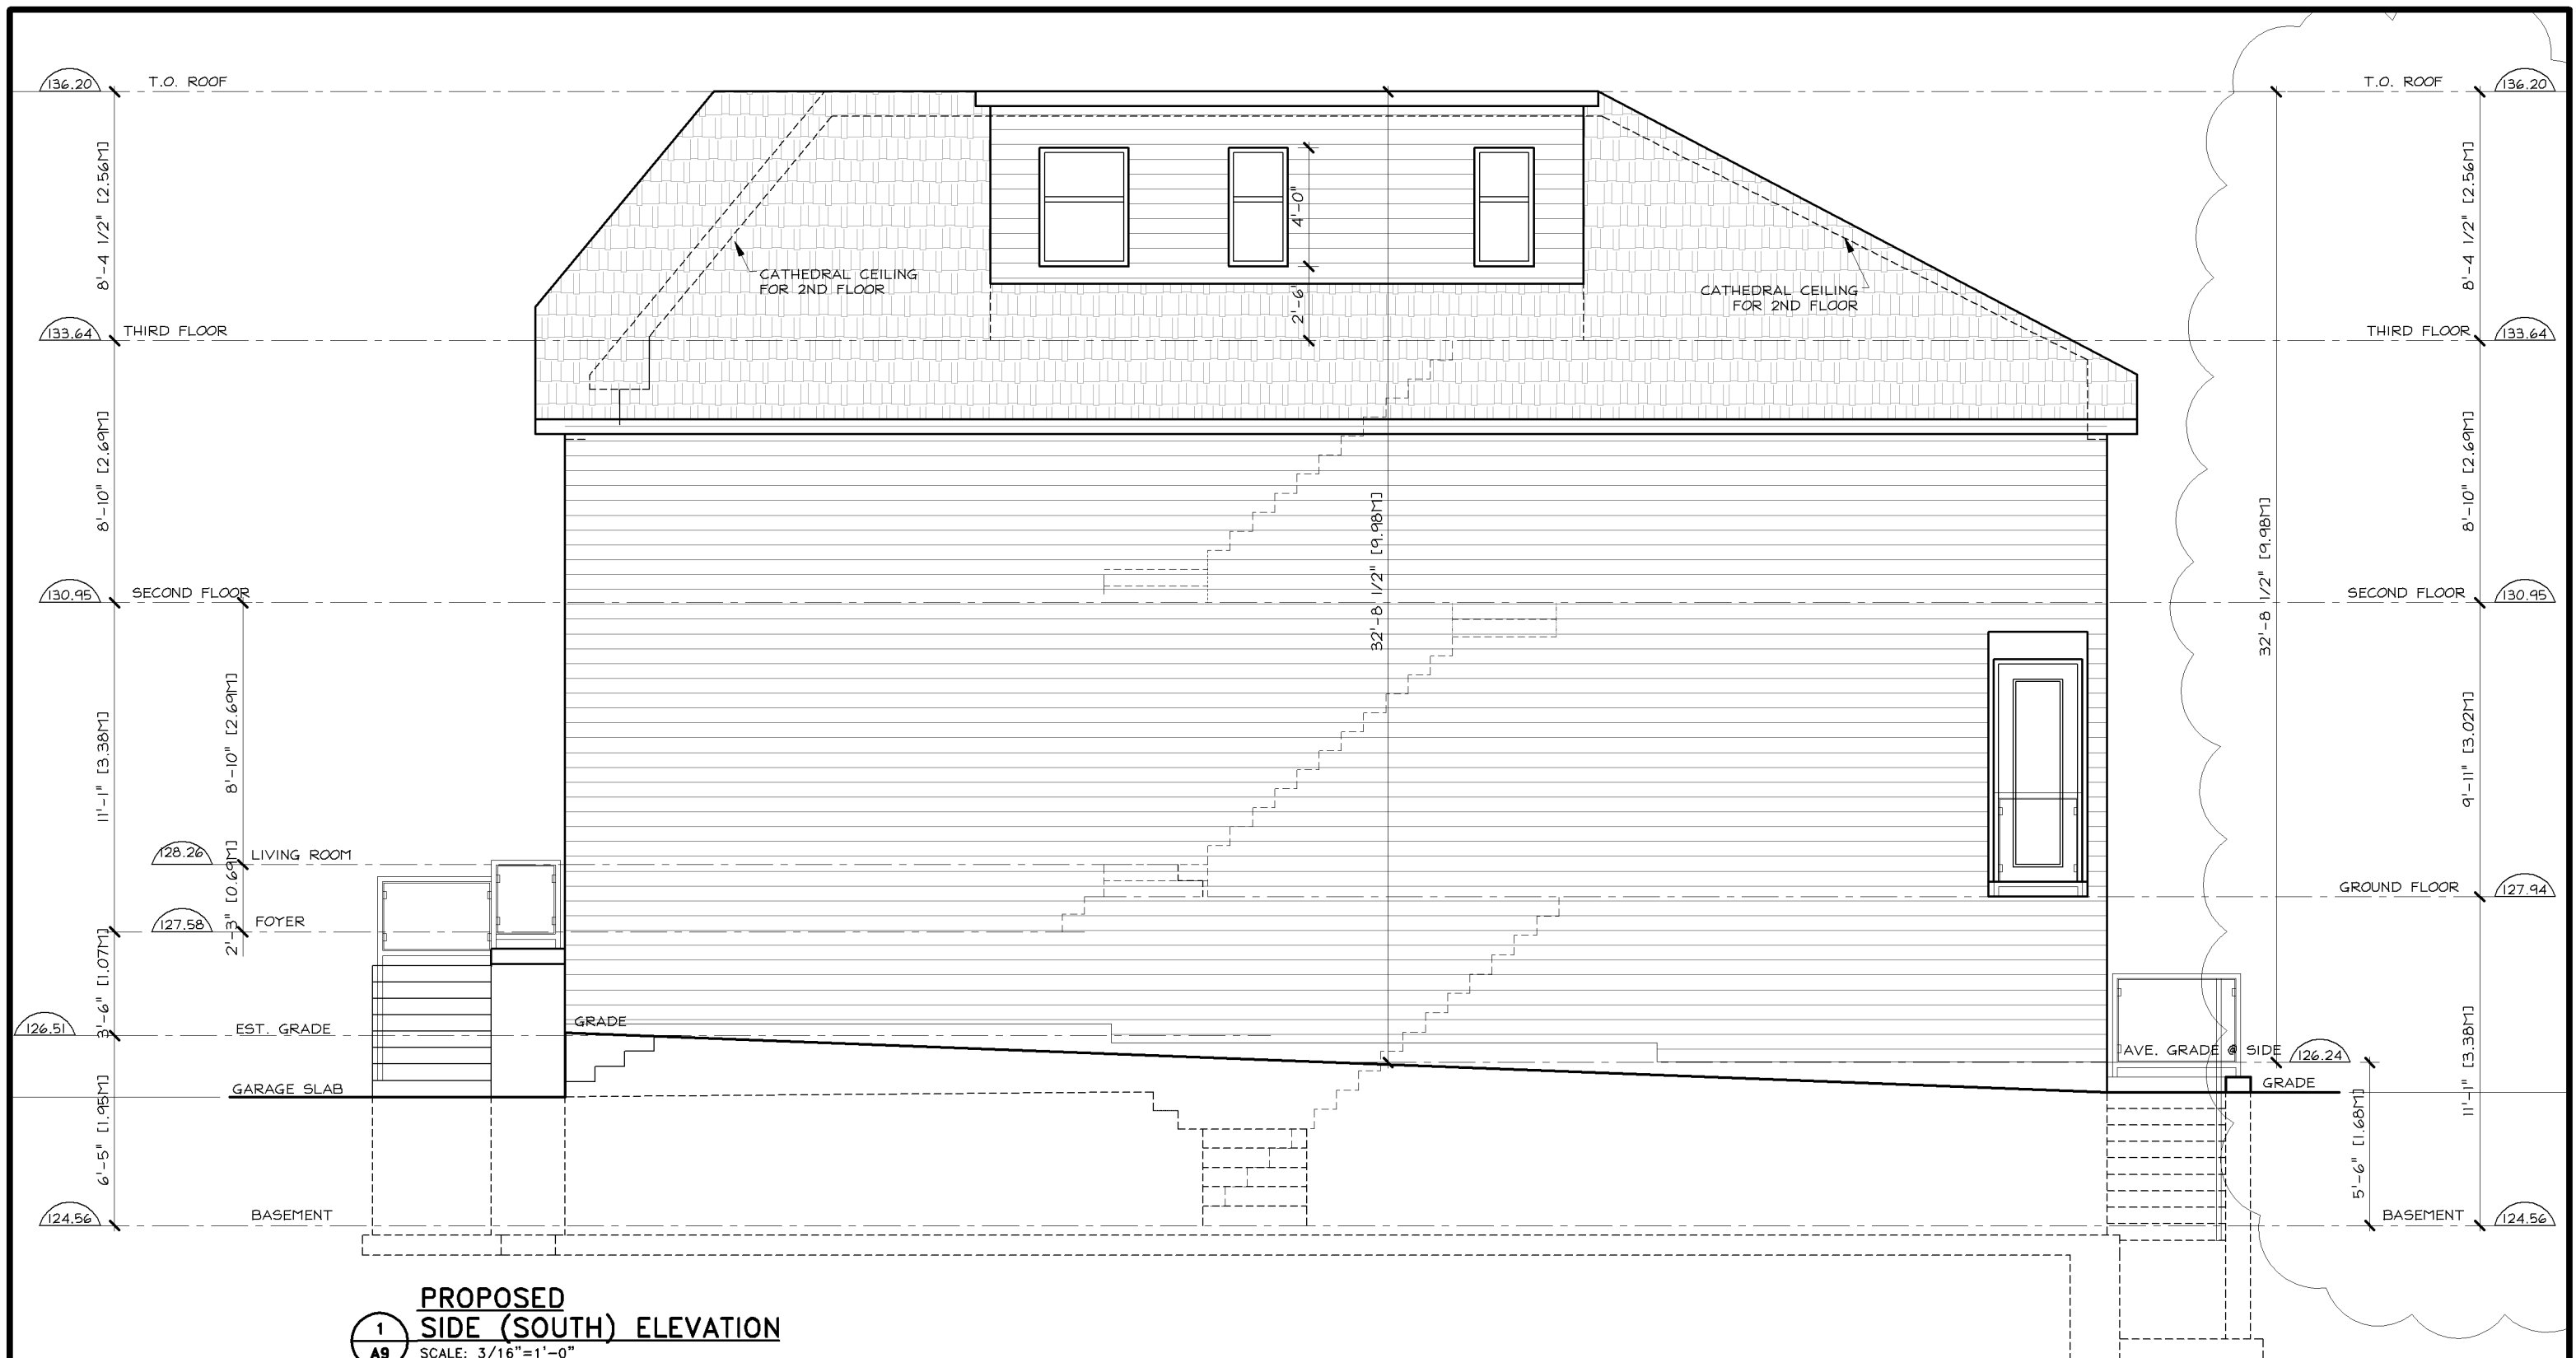 136.20 T.O. ROOF
T.O. ROOF 136.20
8'-4 1/2" [2.56M]
4'-0"
8'-4 1/2" [2.56M]
CATHEDRAL CEILING
FOR 2ND FLOOR
CATHEDRAL CEILING
FOR 2ND FLOOR
2'-6"
133.64 THIRD FLOOR
THIRD FLOOR 133.64
8'-10" [2.69M]
32'-8 1/2" [9.98M]
32'-8 1/2" [9.98M]
8'-10" [2.69M]
130.95 SECOND FLOOR
SECOND FLOOR 130.95
11'-1" [3.38M]
8'-10" [2.69M]
9'-11" [3.02M]
128.26 LIVING ROOM
2'-3" [0.69M]
GROUND FLOOR 127.94
127.58 FOYER
3'-6" [1.07M]
126.51 EST. GRADE
GRADE
AVE. GRADE @ SIDE 126.24
GARAGE SLAB
GRADE
6'-5" [1.95M]
5'-6" [1.68M]
11'-1" [3.38M]
124.56 BASEMENT
BASEMENT 124.56
PROPOSED
1 SIDE (SOUTH) ELEVATION
A9 SCALE: 3/16"=1'-0"